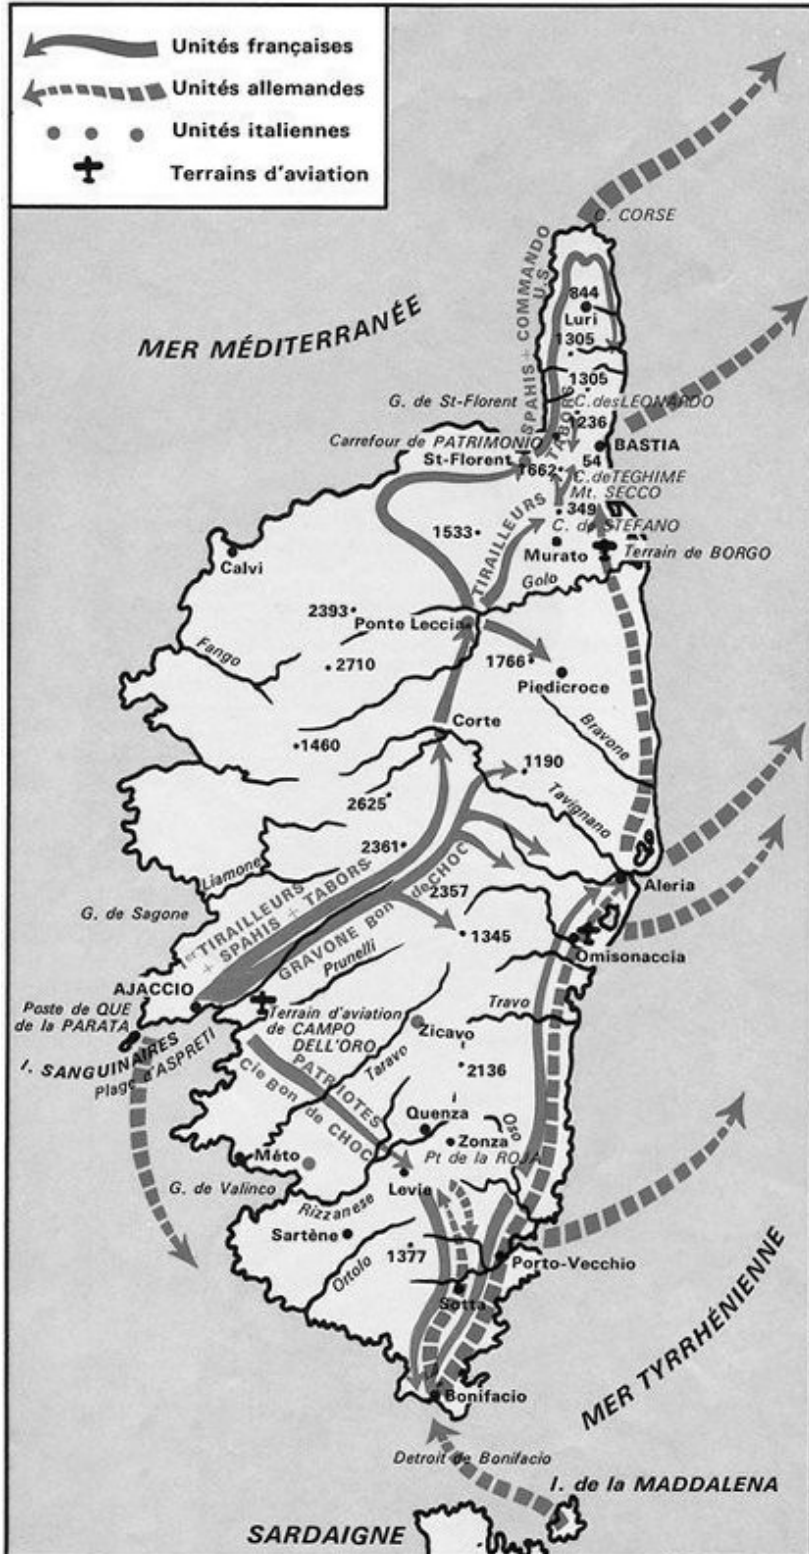 Unités françaises
Unités allemandes
Unités italiennes
Terrains d'aviation
C. CORSE
MER MÉDITERRANÉE
SPAHIS + COMMANDO
U.S
844
Luri
1305
1305
G. de St-Florent
C. des LEONARDO
TABORS
1236
Carrefour de PATRIMONIO
BASTIA
St-Florent
54
1662
C. de TEGHIME
Mt. SECCO
349
C. de STEFANO
TIRAILLEURS
1533
Murato
Terrain de BORGO
Calvi
Golo
2393
Ponte Leccia
Fango
2710
1766
Piedicroce
Corte
Bravone
1460
1190
2625
Tavignano
2361
Liamone
Aleria
2357
G. de Sagone
1er TIRAILLEURS
+ SPAHIS + TABORS
GRAVONE Bon de CHOC
1345
Omisonaccia
Prunelli
AJACCIO
Travo
Poste de QUE
de la PARATA
Terrain d'aviation
de CAMPO
DELL'ORO
Zicavo
I. SANGUINAIRES
Plage d'ASPRETI
Taravo
2136
PATRIOTES
Cie Bon de CHOC
Quenza
Oso
Zonza
Pt de la ROJA
Méto
Levie
G. de Valinco
Rizzanese
Sartène
1377
Porto-Vecchio
Ortolo
Sotta
MER TYRRHÉNIENNE
Bonifacio
Detroit de Bonifacio
I. de la MADDALENA
SARDAIGNE